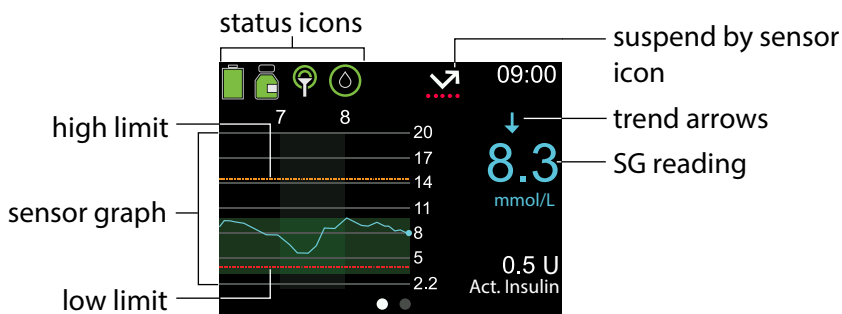 status icons
suspend by sensor
icon
09:00
7 8
high limit
trend arrows
20
17
14
11
8
5
2.2
8.3
SG reading
mmol/L
sensor graph
0.5 U
Act. Insulin
low limit